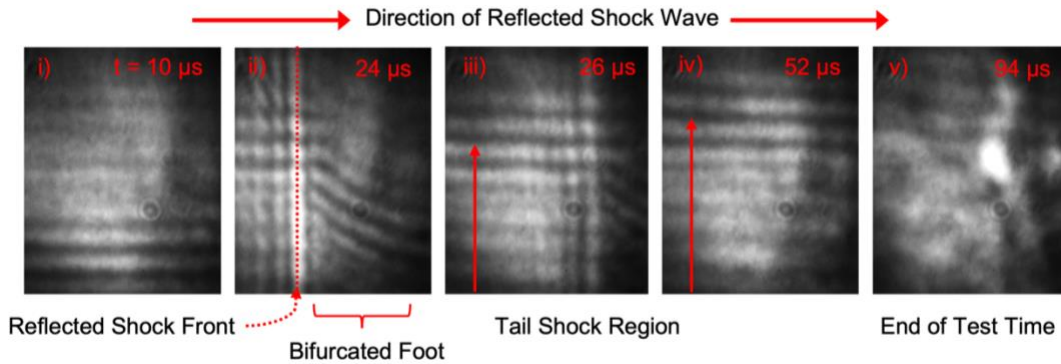 Direction of Reflected Shock Wave
i) t = 10 μs
ii) 24 μs
iii) 26 μs
iv) 52 μs
v) 94 μs
Reflected Shock Front
Bifurcated Foot
Tail Shock Region
End of Test Time